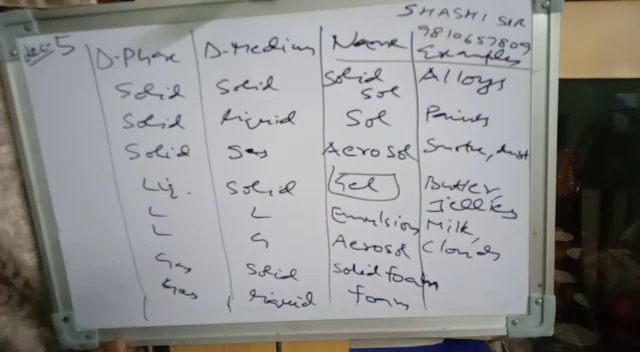 SHASHI SIR
9810657809
Lec-5 D-Phase D-Medium Name Examples
Solid Solid Solid Sol Alloys
Solid Liquid Sol Paints
Solid Gas Aerosol Smoke, dust
Liq. Solid Gel Butter Jellies
L L Emulsion Milk,
L G Aerosol Clouds
Gas Solid Solid foam
Gas Liquid foam